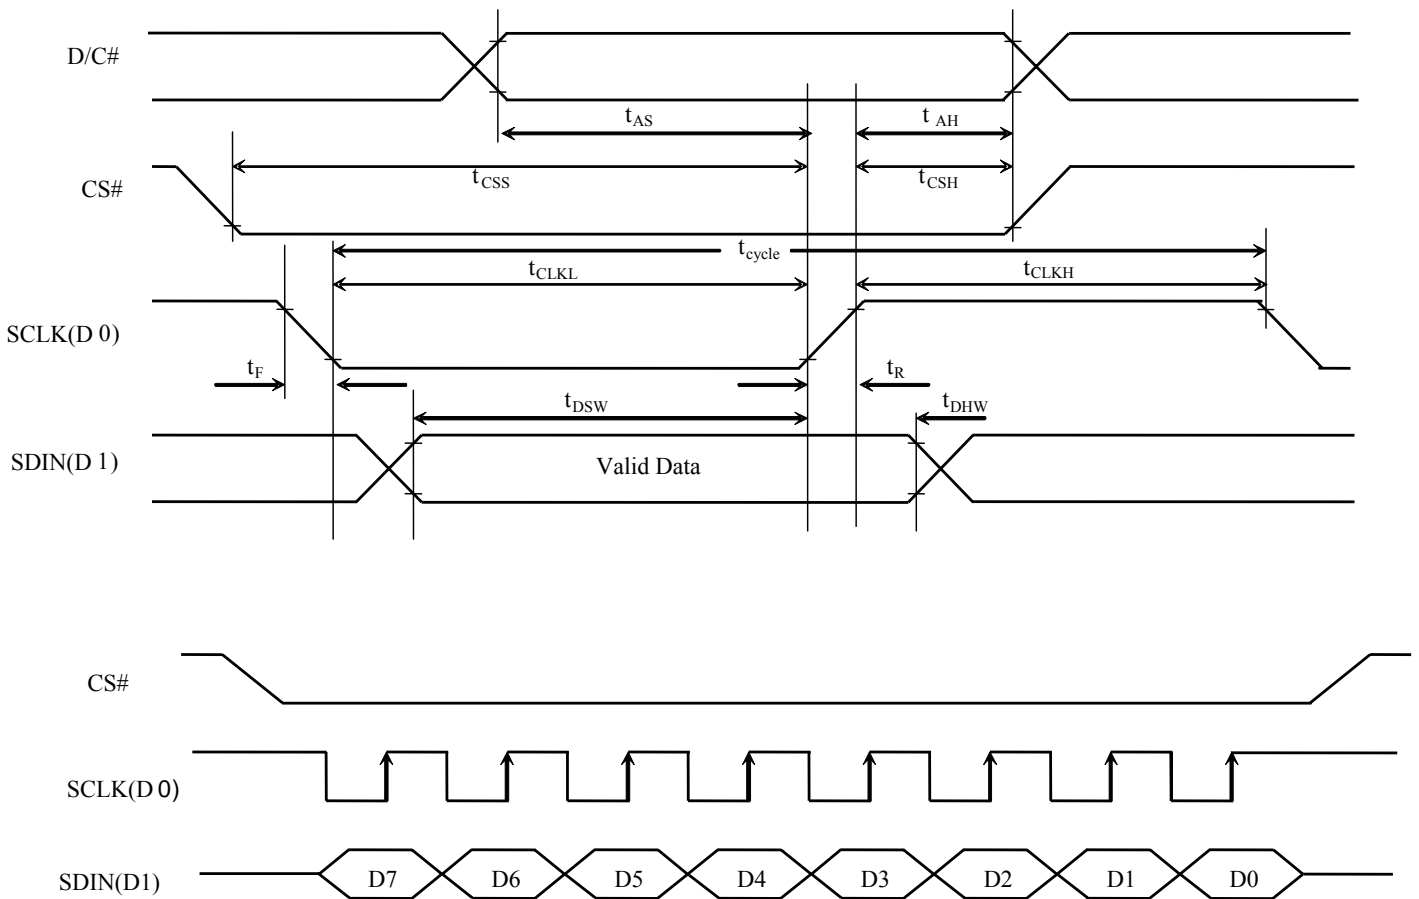 D/C#
tAS
t AH
CS#
tCSS
tCSH
tcycle
tCLKL
tCLKH
SCLK(D 0)
tF
tR
tDSW
tDHW
SDIN(D 1)
Valid Data
CS#
SCLK(D 0)
SDIN(D1)
D7 D6 D5 D4 D3 D2 D1 D0